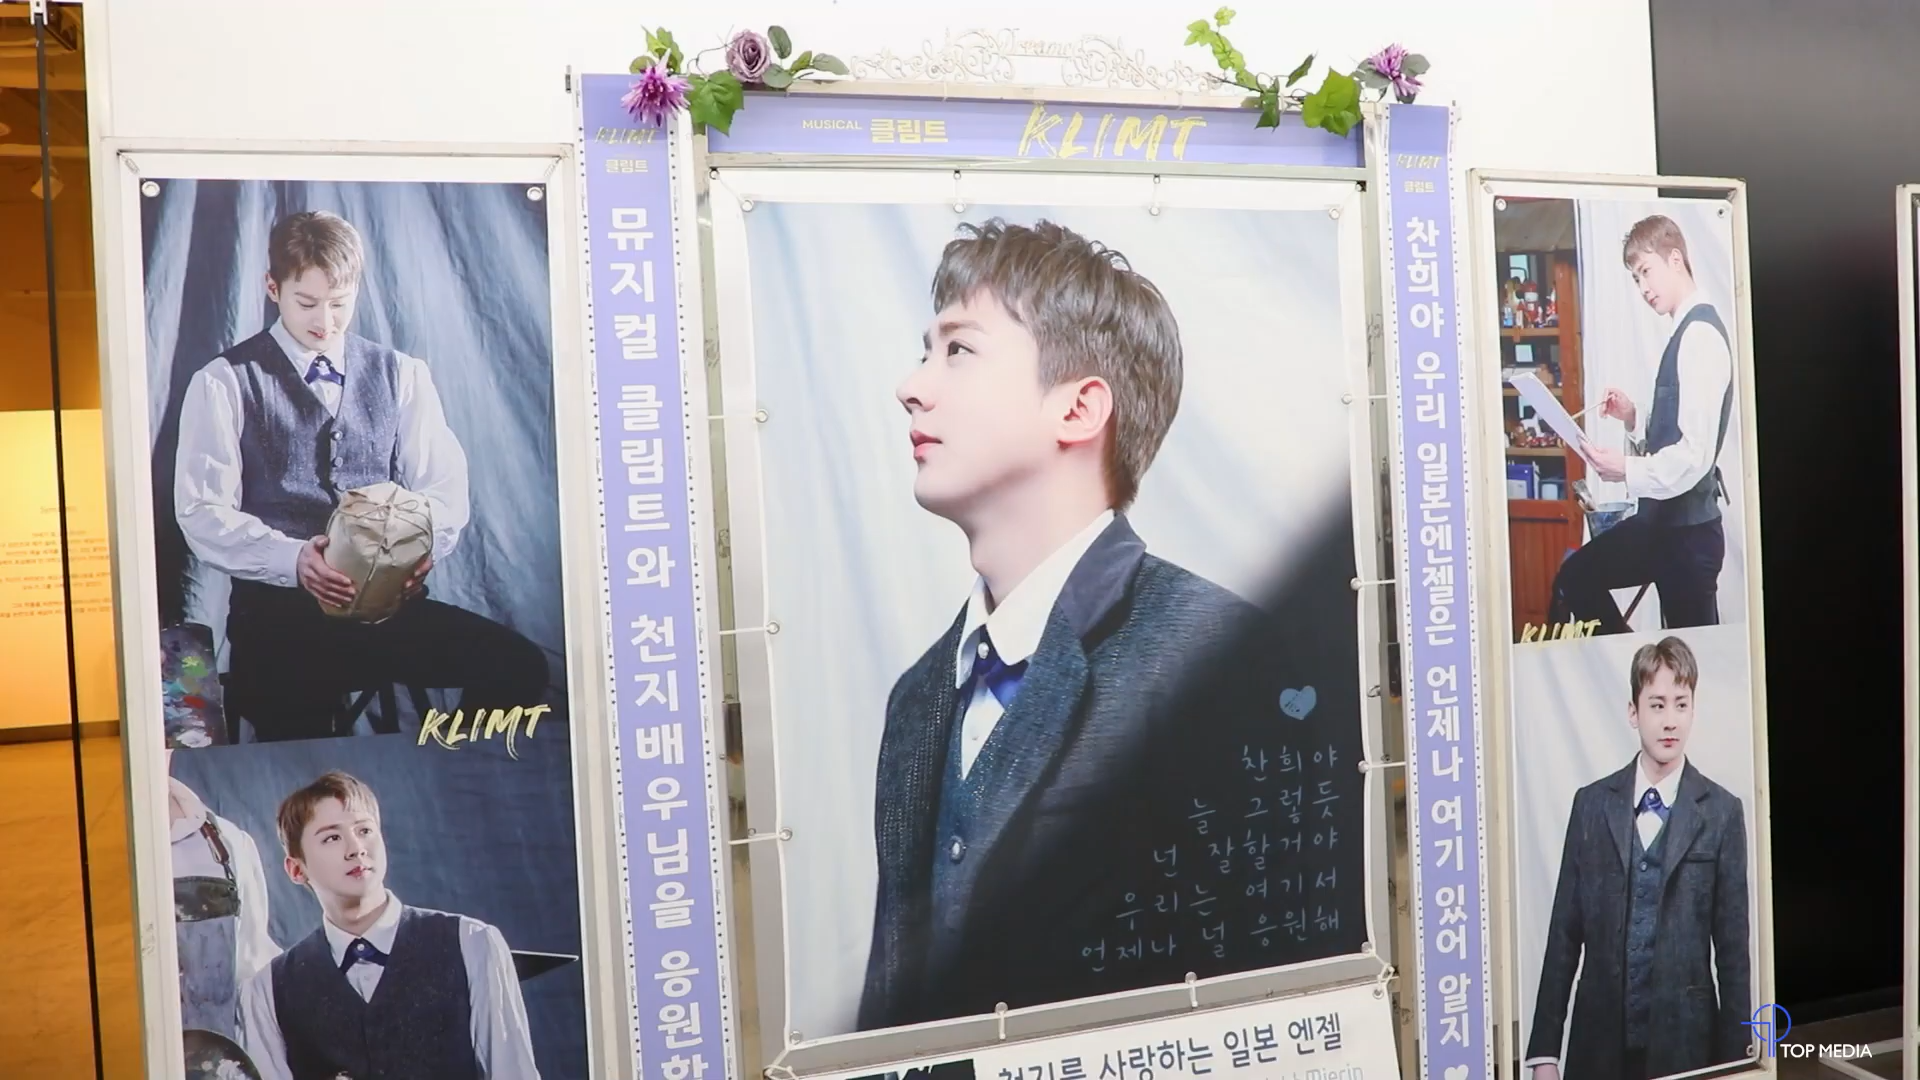 Dreame
MUSICAL 클림트 KLIMT
KLIMT
클림트
뮤지컬 클림트와 천지배우님을 응원합
KLIMT
클림트
찬희야 우리 일본엔젤은 언제나 여기 있어 알지 ♥
KLIMT
KLIMT
찬희야
늘 그렇듯
넌 잘할거야
우리는 여기서
언제나 널 응원해
천지를 사랑하는 일본 엔젤
TOP MEDIA